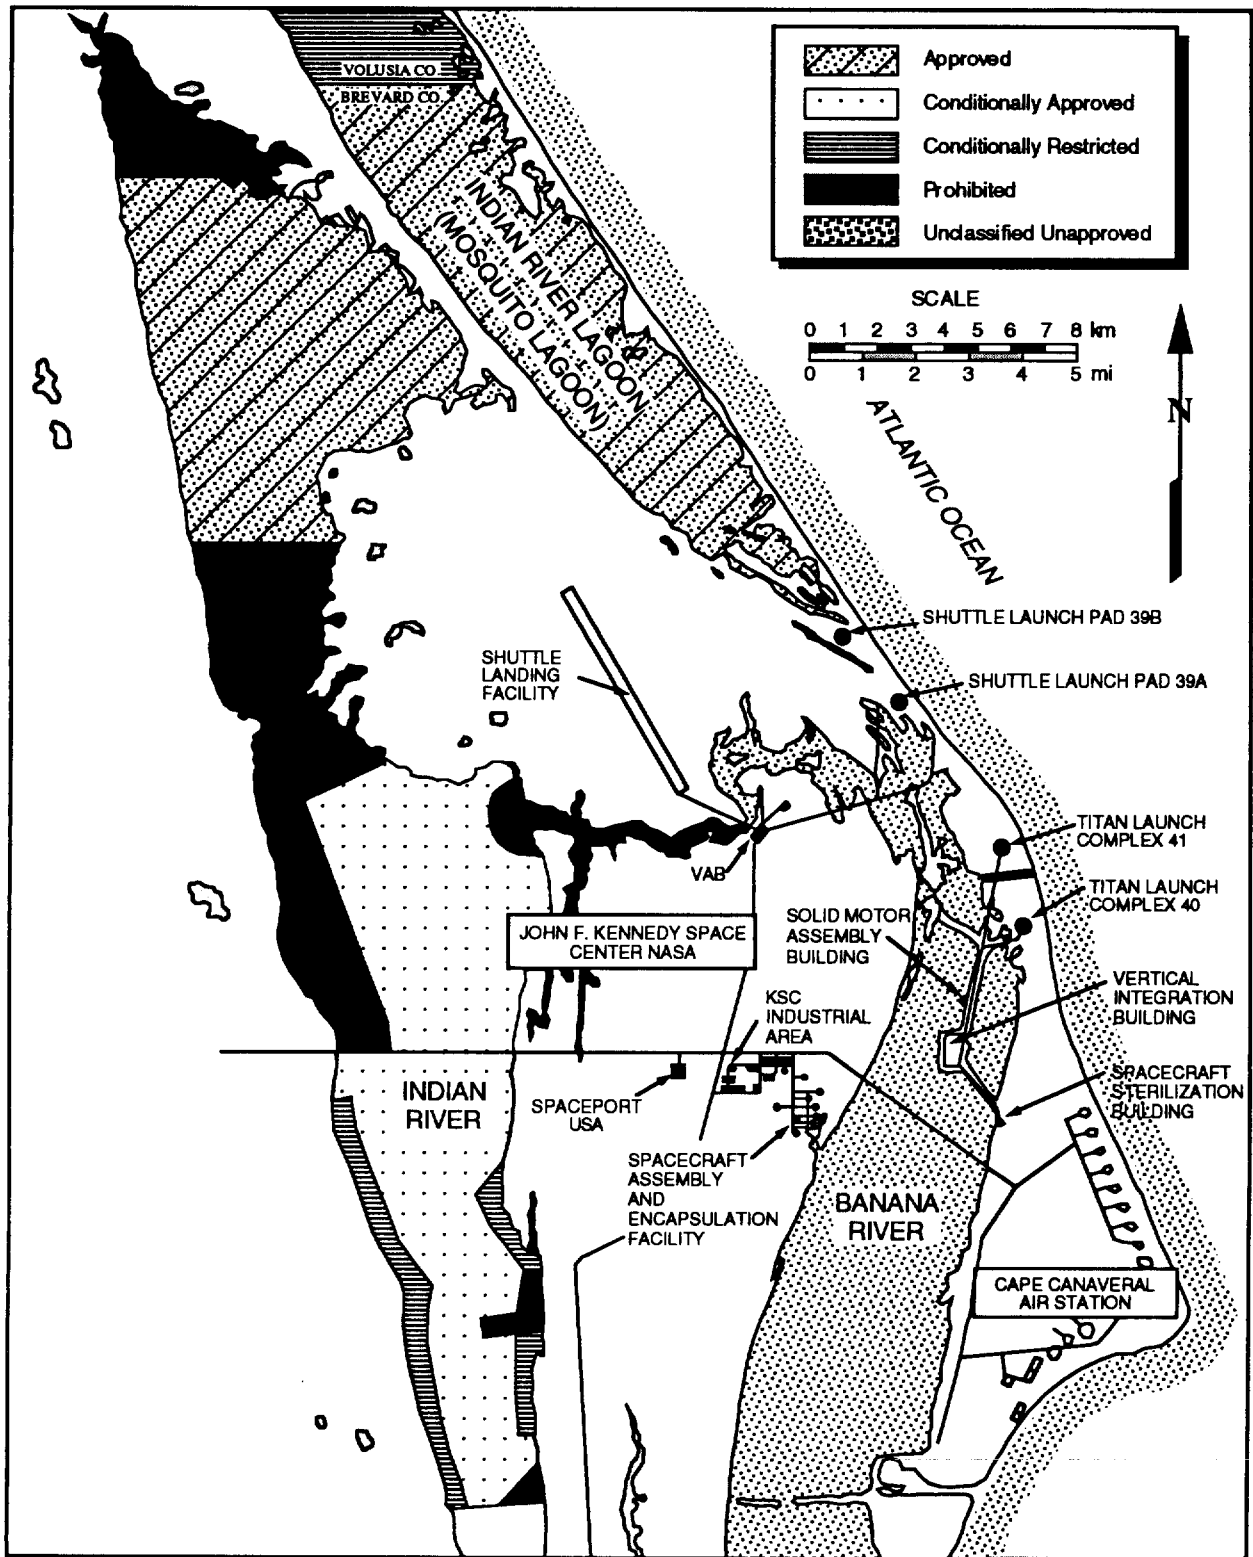 VOLUSIA CO.
BREVARD CO.
Approved
Conditionally Approved
Conditionally Restricted
Prohibited
Unclassified Unapproved
SCALE
0 1 2 3 4 5 6 7 8 km
0 1 2 3 4 5 mi
N
INDIAN RIVER LAGOON
(MOSQUITO LAGOON)
ATLANTIC OCEAN
SHUTTLE LAUNCH PAD 39B
SHUTTLE LAUNCH PAD 39A
SHUTTLE
LANDING
FACILITY
TITAN LAUNCH
COMPLEX 41
VAB
TITAN LAUNCH
COMPLEX 40
SOLID MOTOR
ASSEMBLY
BUILDING
JOHN F. KENNEDY SPACE
CENTER NASA
VERTICAL
INTEGRATION
BUILDING
KSC
INDUSTRIAL
AREA
INDIAN
RIVER
SPACEPORT
USA
SPACECRAFT
STERILIZATION
BUILDING
SPACECRAFT
ASSEMBLY
AND
ENCAPSULATION
FACILITY
BANANA
RIVER
CAPE CANAVERAL
AIR STATION